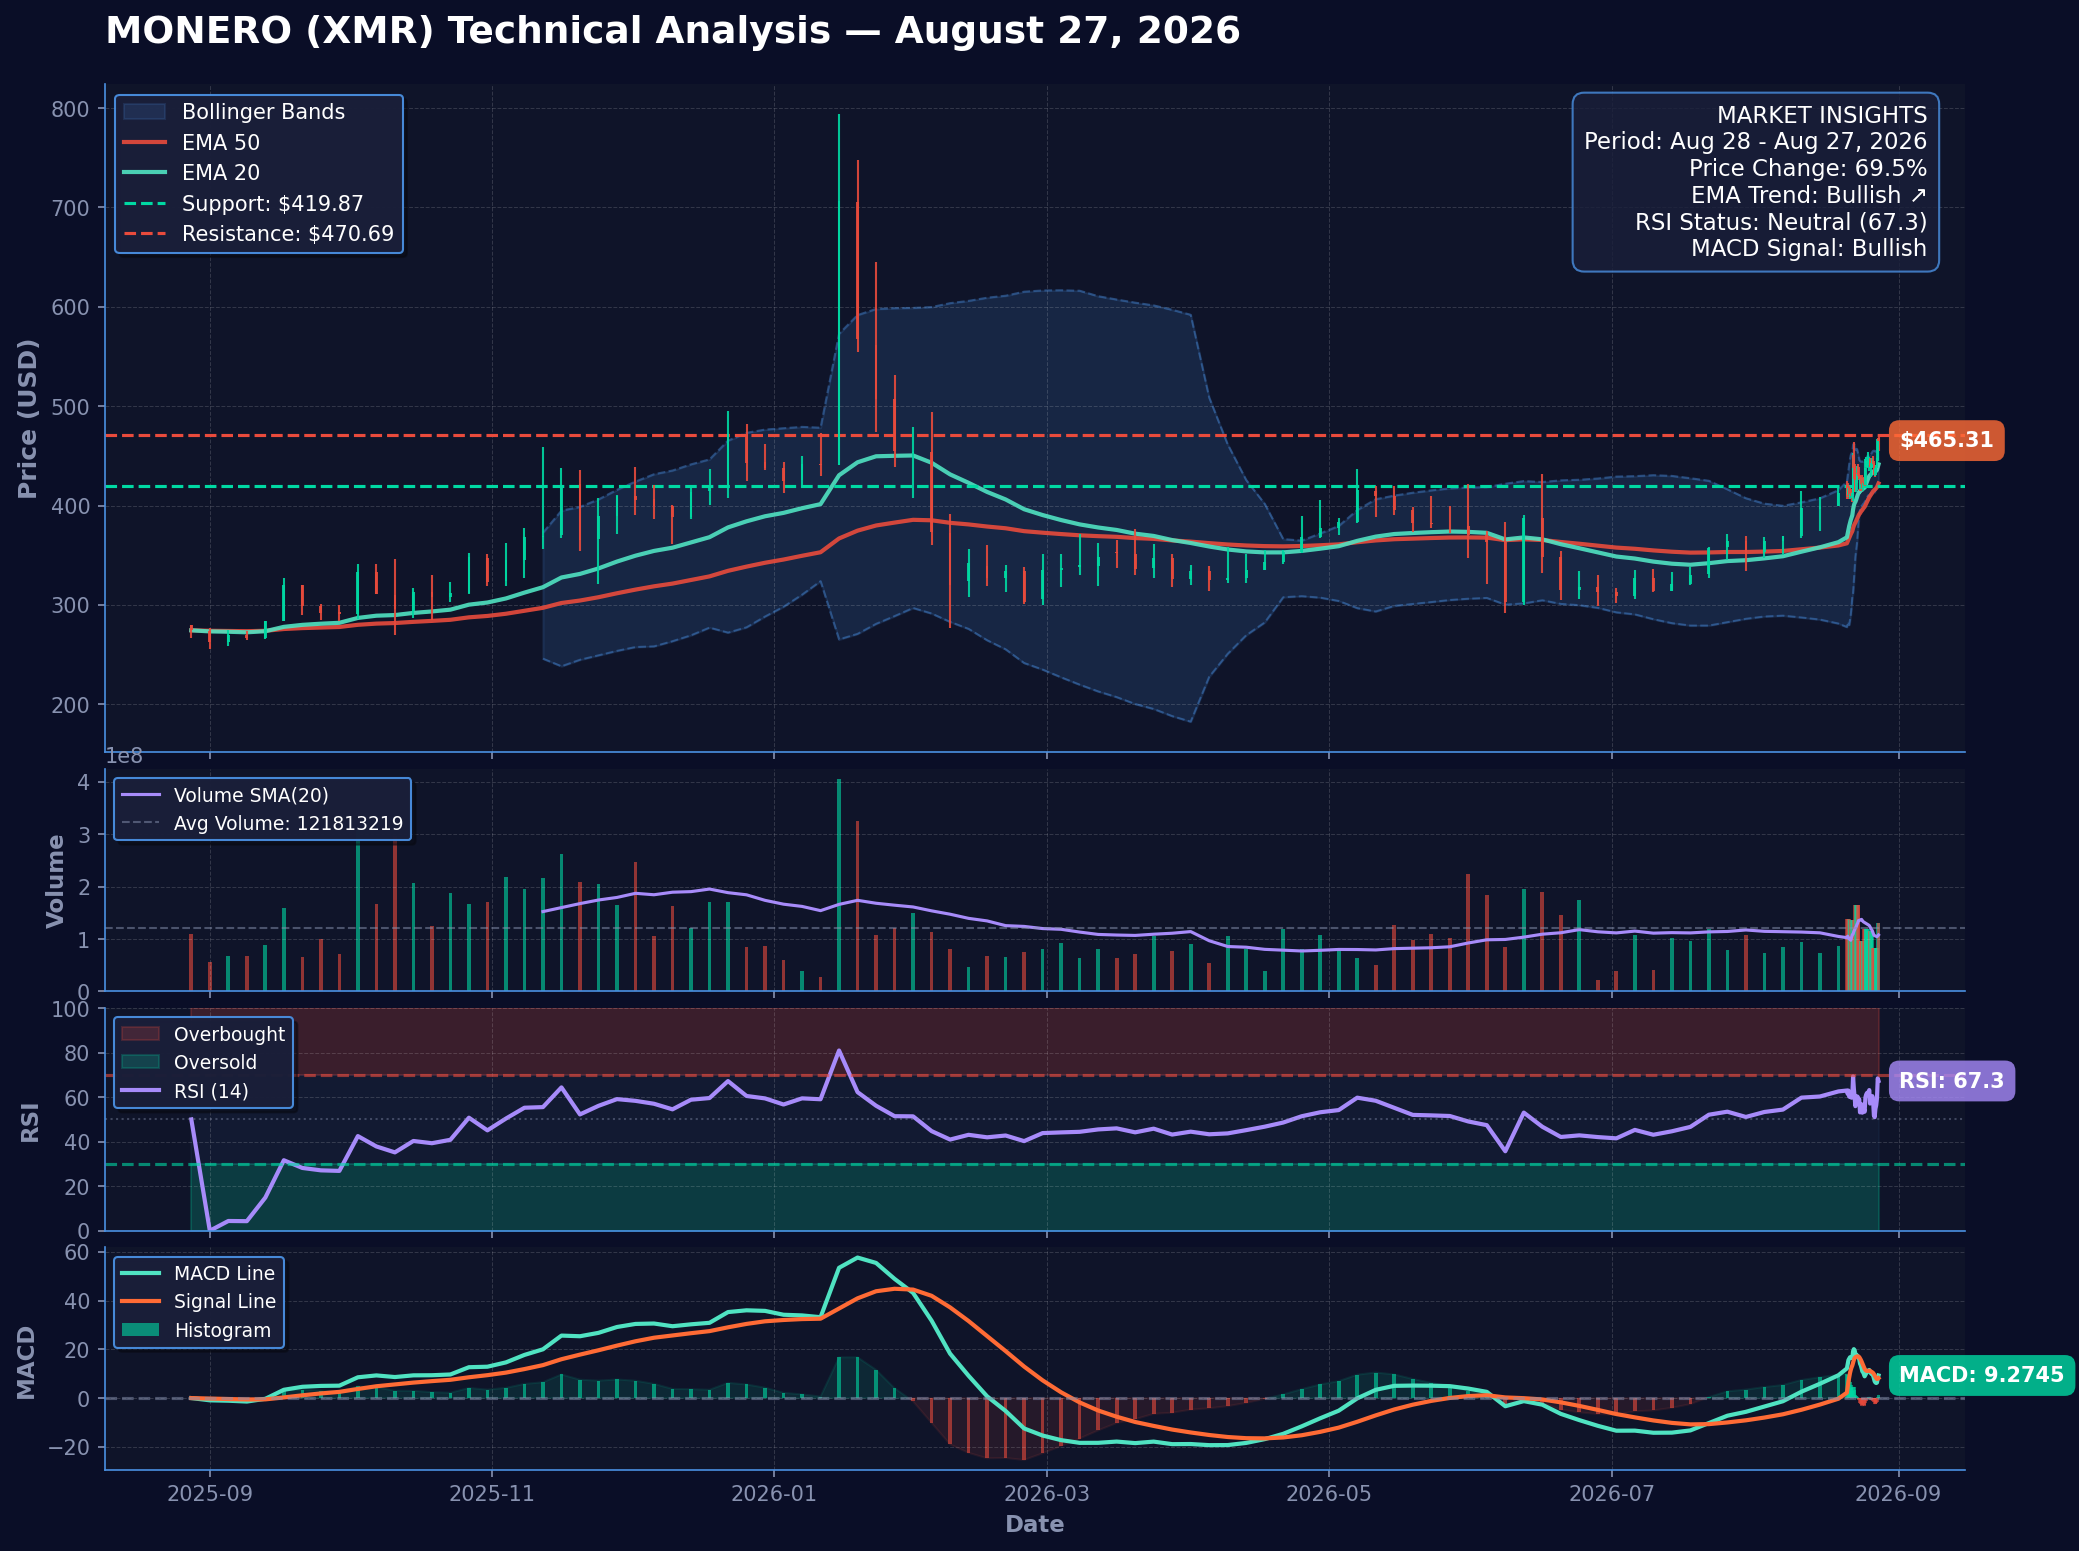 MONERO (XMR) Technical Analysis — August 27, 2026
Bollinger Bands
EMA 50
EMA 20
Support: $419.87
Resistance: $470.69
MARKET INSIGHTS
Period: Aug 28 - Aug 27, 2026
Price Change: 69.5%
EMA Trend: Bullish ↗
RSI Status: Neutral (67.3)
MACD Signal: Bullish
800
700
600
500
400
300
200
Price (USD)
$465.31
1e8
Volume SMA(20)
Avg Volume: 121813219
4
3
2
1
0
Volume
Overbought
Oversold
RSI (14)
100
80
60
40
20
0
RSI
RSI: 67.3
MACD Line
Signal Line
Histogram
60
40
20
0
−20
MACD
MACD: 9.2745
2025-09
2025-11
2026-01
2026-03
2026-05
2026-07
2026-09
Date